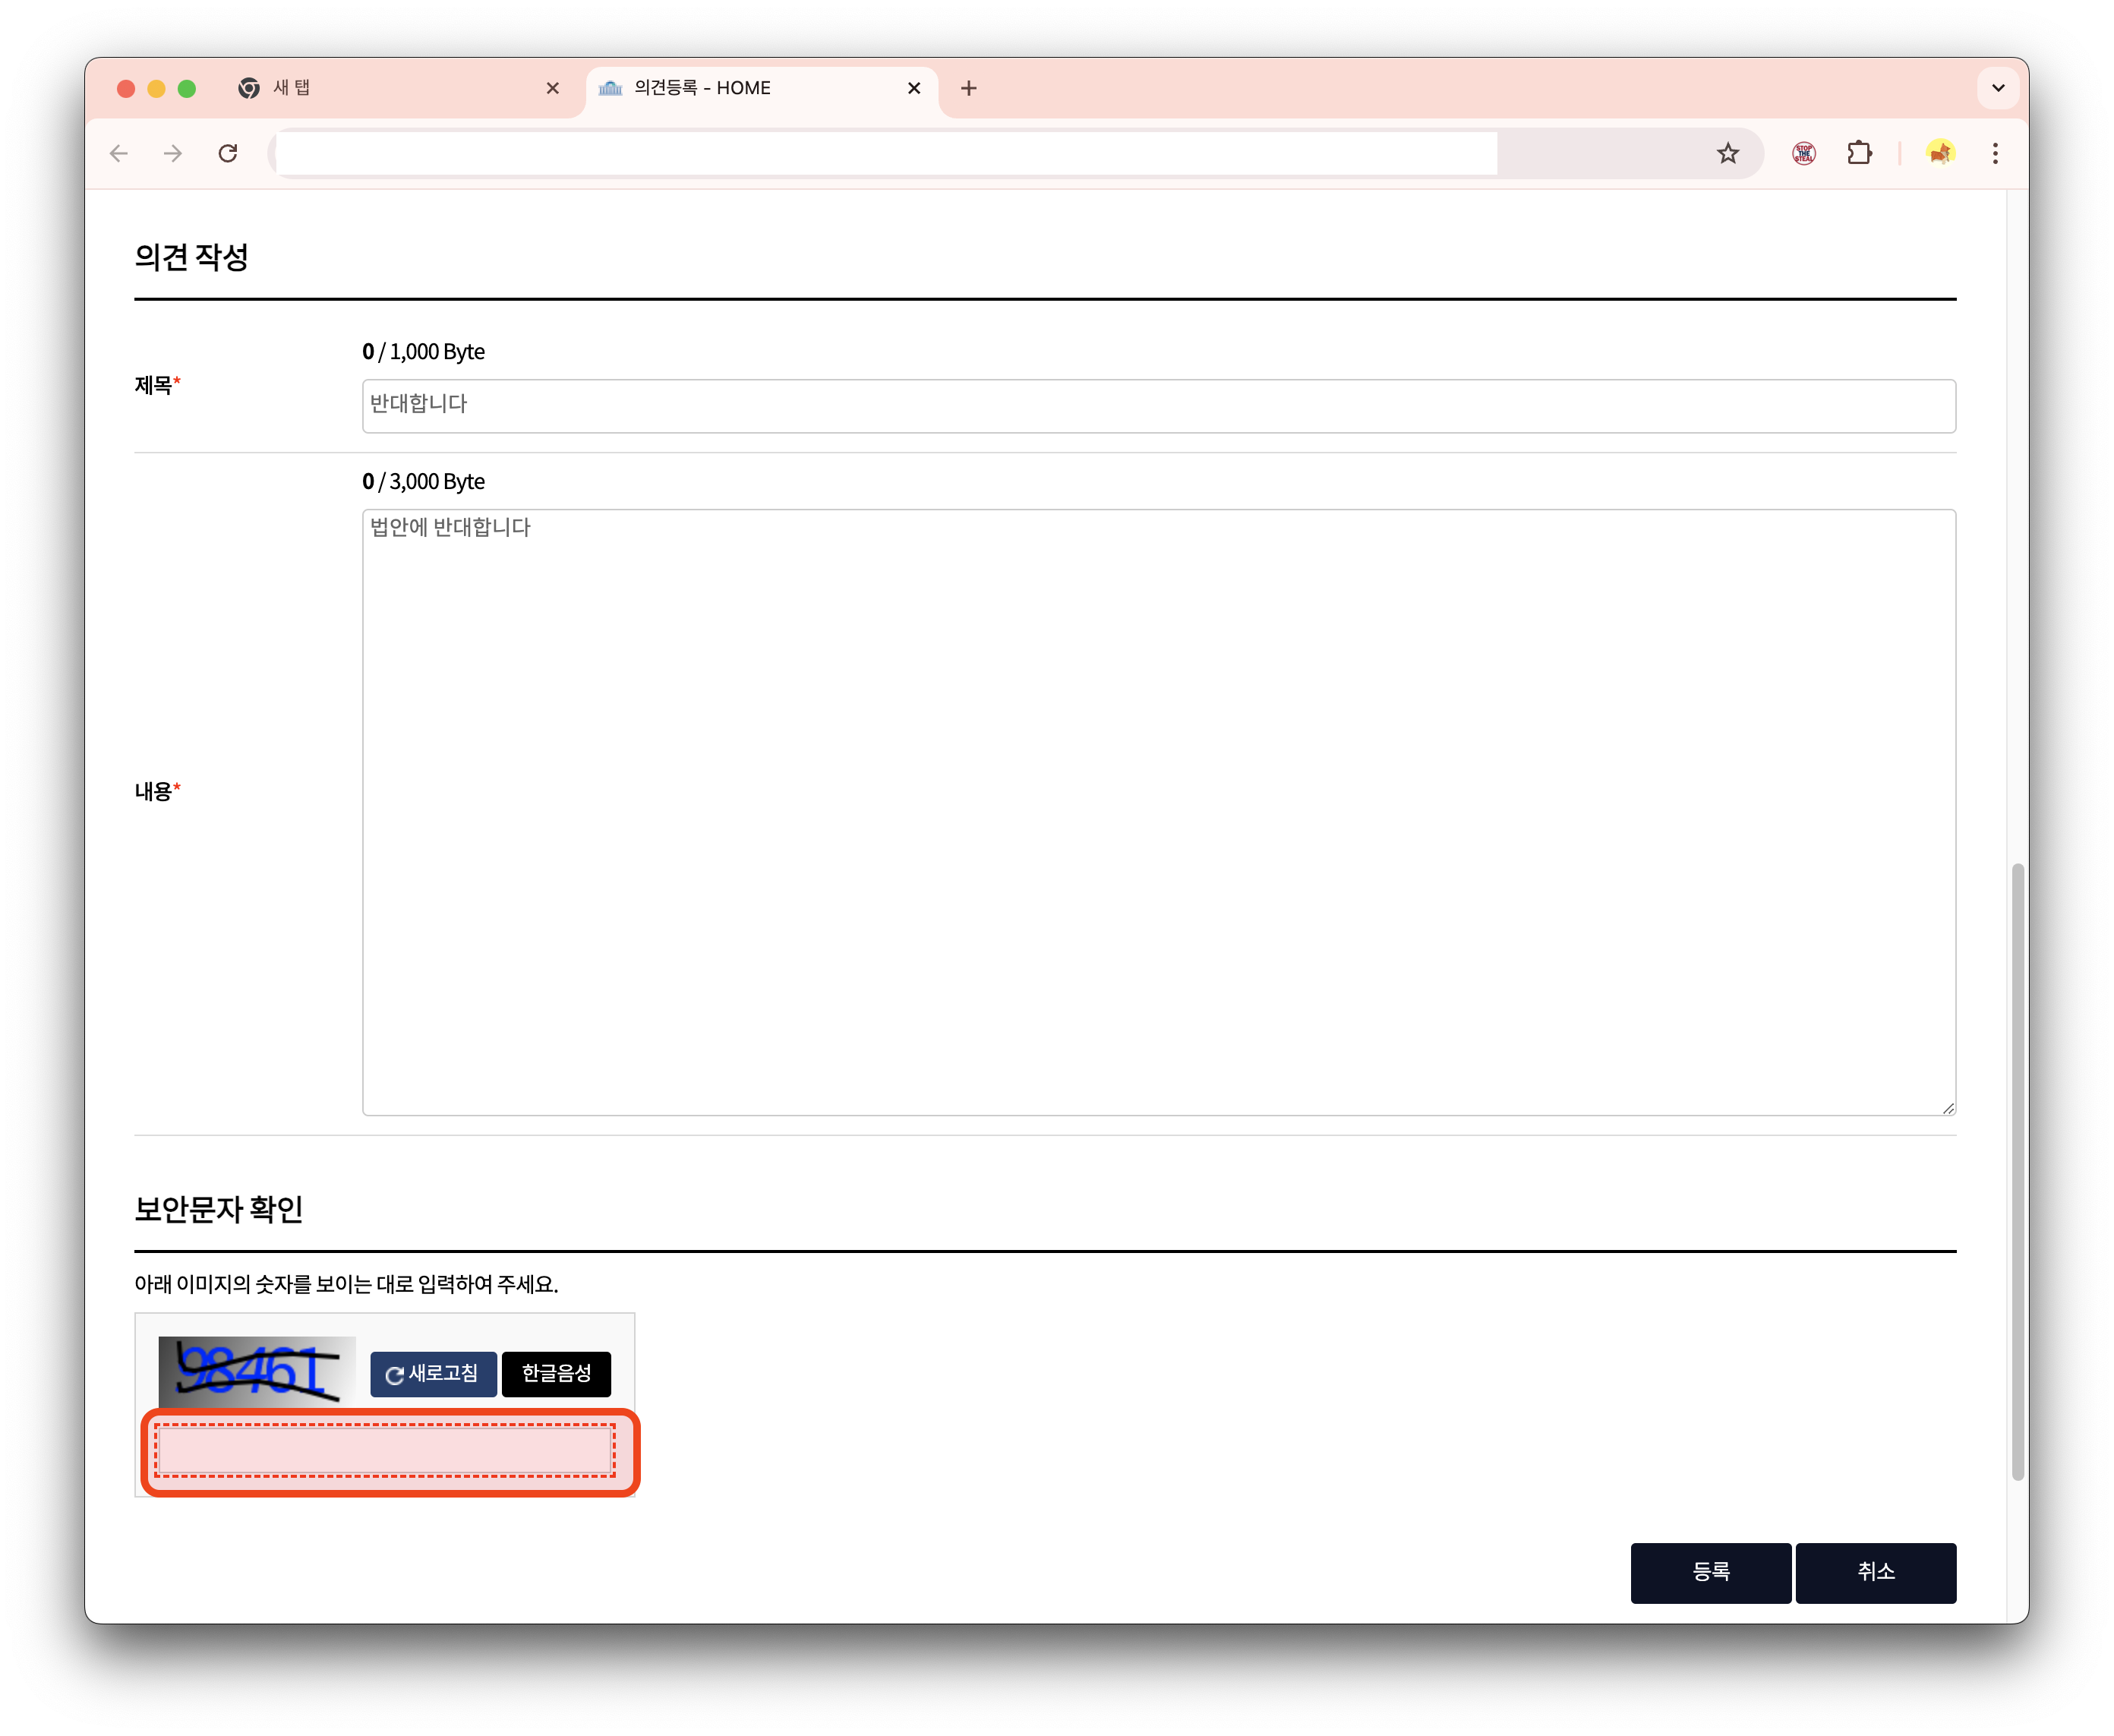 새 탭
의견등록 - HOME
STOP THE STEAL
의견 작성
0 / 1,000 Byte
제목*
반대합니다
0 / 3,000 Byte
법안에 반대합니다
내용*
보안문자 확인
아래 이미지의 숫자를 보이는 대로 입력하여 주세요.
98461
새로고침 한글음성
등록 취소